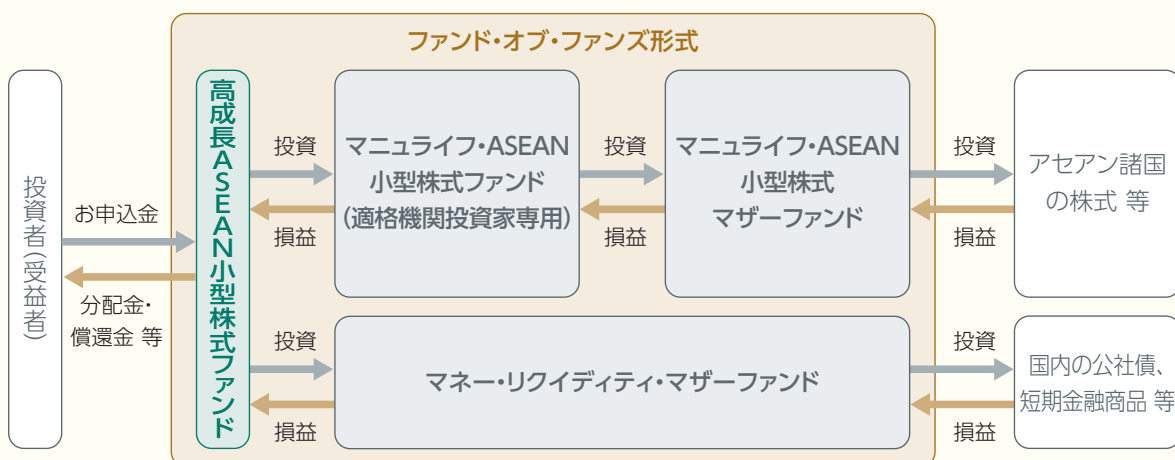 ファンド・オブ・ファンズ形式
投資者(受益者)
お申込金
分配金・
償還金 等
高成長ASEAN小型株式ファンド
投資
損益
マニュライフ・ASEAN
小型株式ファンド
(適格機関投資家専用)
投資
損益
マニュライフ・ASEAN
小型株式
マザーファンド
投資
損益
アセアン諸国
の株式 等
投資
損益
マネー・リクイディティ・マザーファンド
投資
損益
国内の公社債、
短期金融商品 等